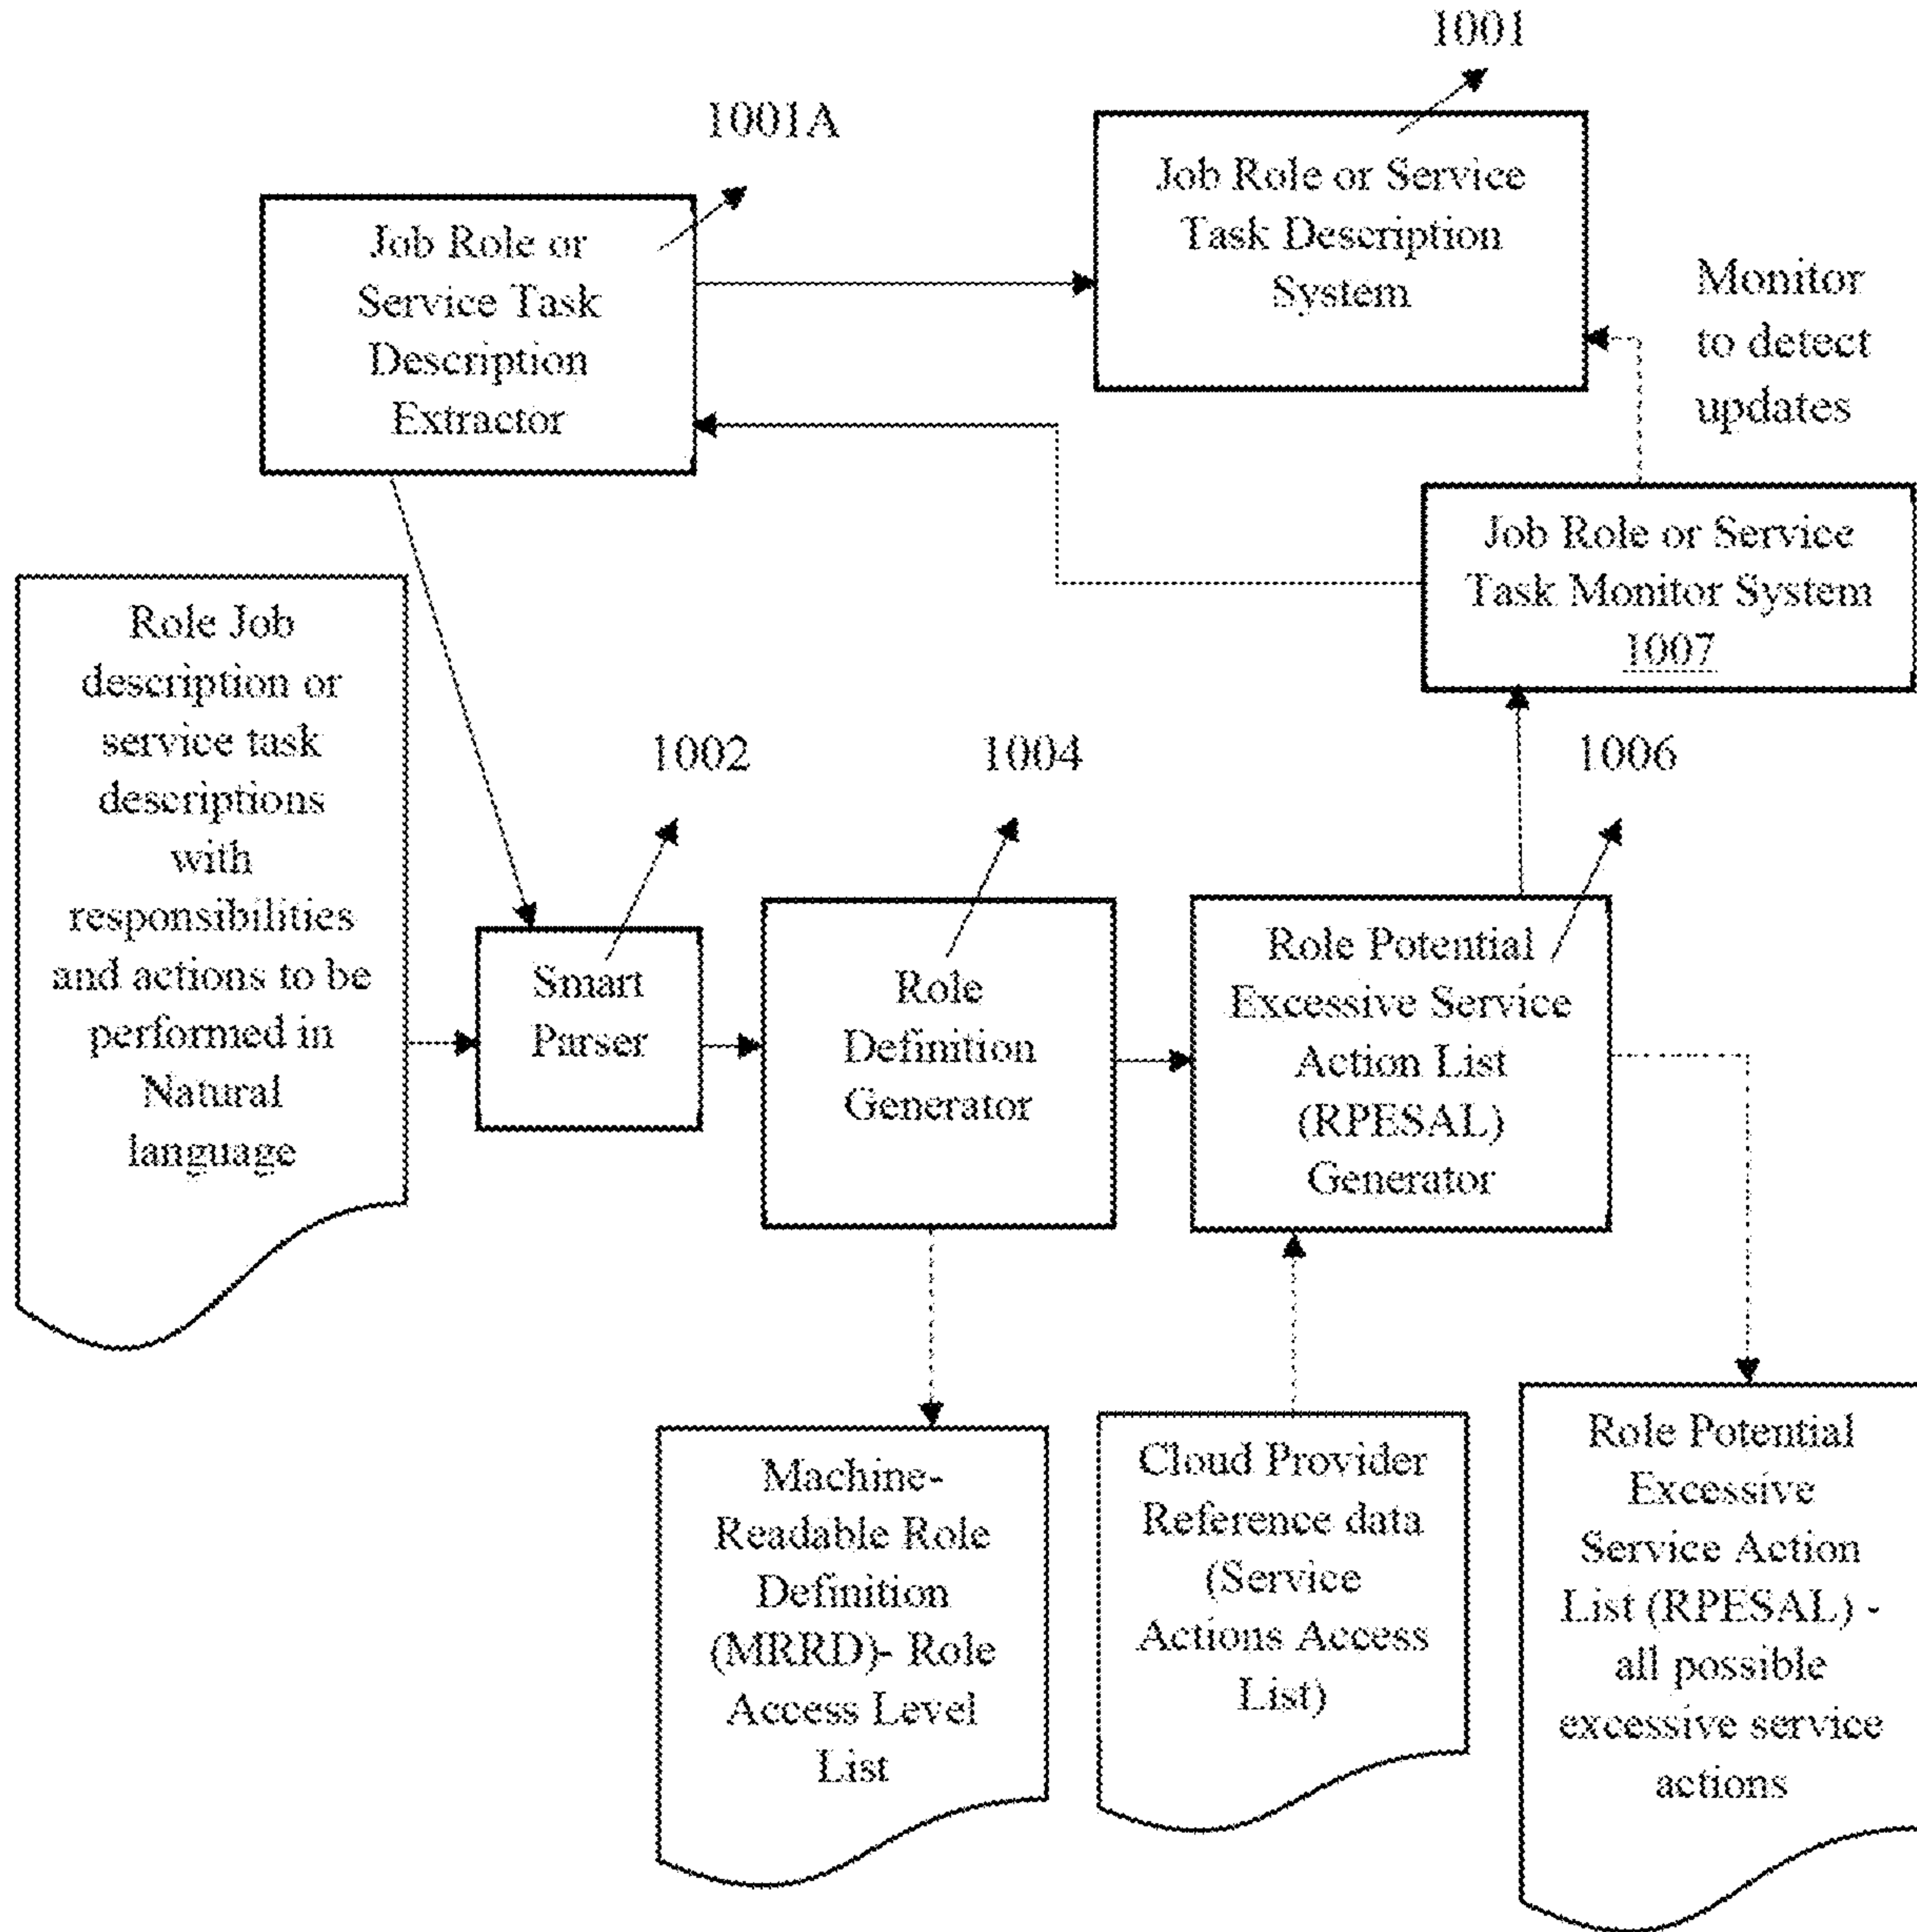 1001
1001A
Job Role or Service
Task Description
System
Job Role or
Service Task
Description
Extractor
Monitor
to detect
updates
Job Role or Service
Task Monitor System
1007
Role Job
description or
service task
descriptions
with
responsibilities
and actions to be
performed in
Natural
language
1002
1004
1006
Smart
Parser
Role
Definition
Generator
Role Potential
Excessive Service
Action List
(RPESAL)
Generator
Machine-
Readable Role
Definition
(MRRD)- Role
Access Level
List
Cloud Provider
Reference data
(Service
Actions Access
List)
Role Potential
Excessive
Service Action
List (RPESAL) -
all possible
excessive service
actions